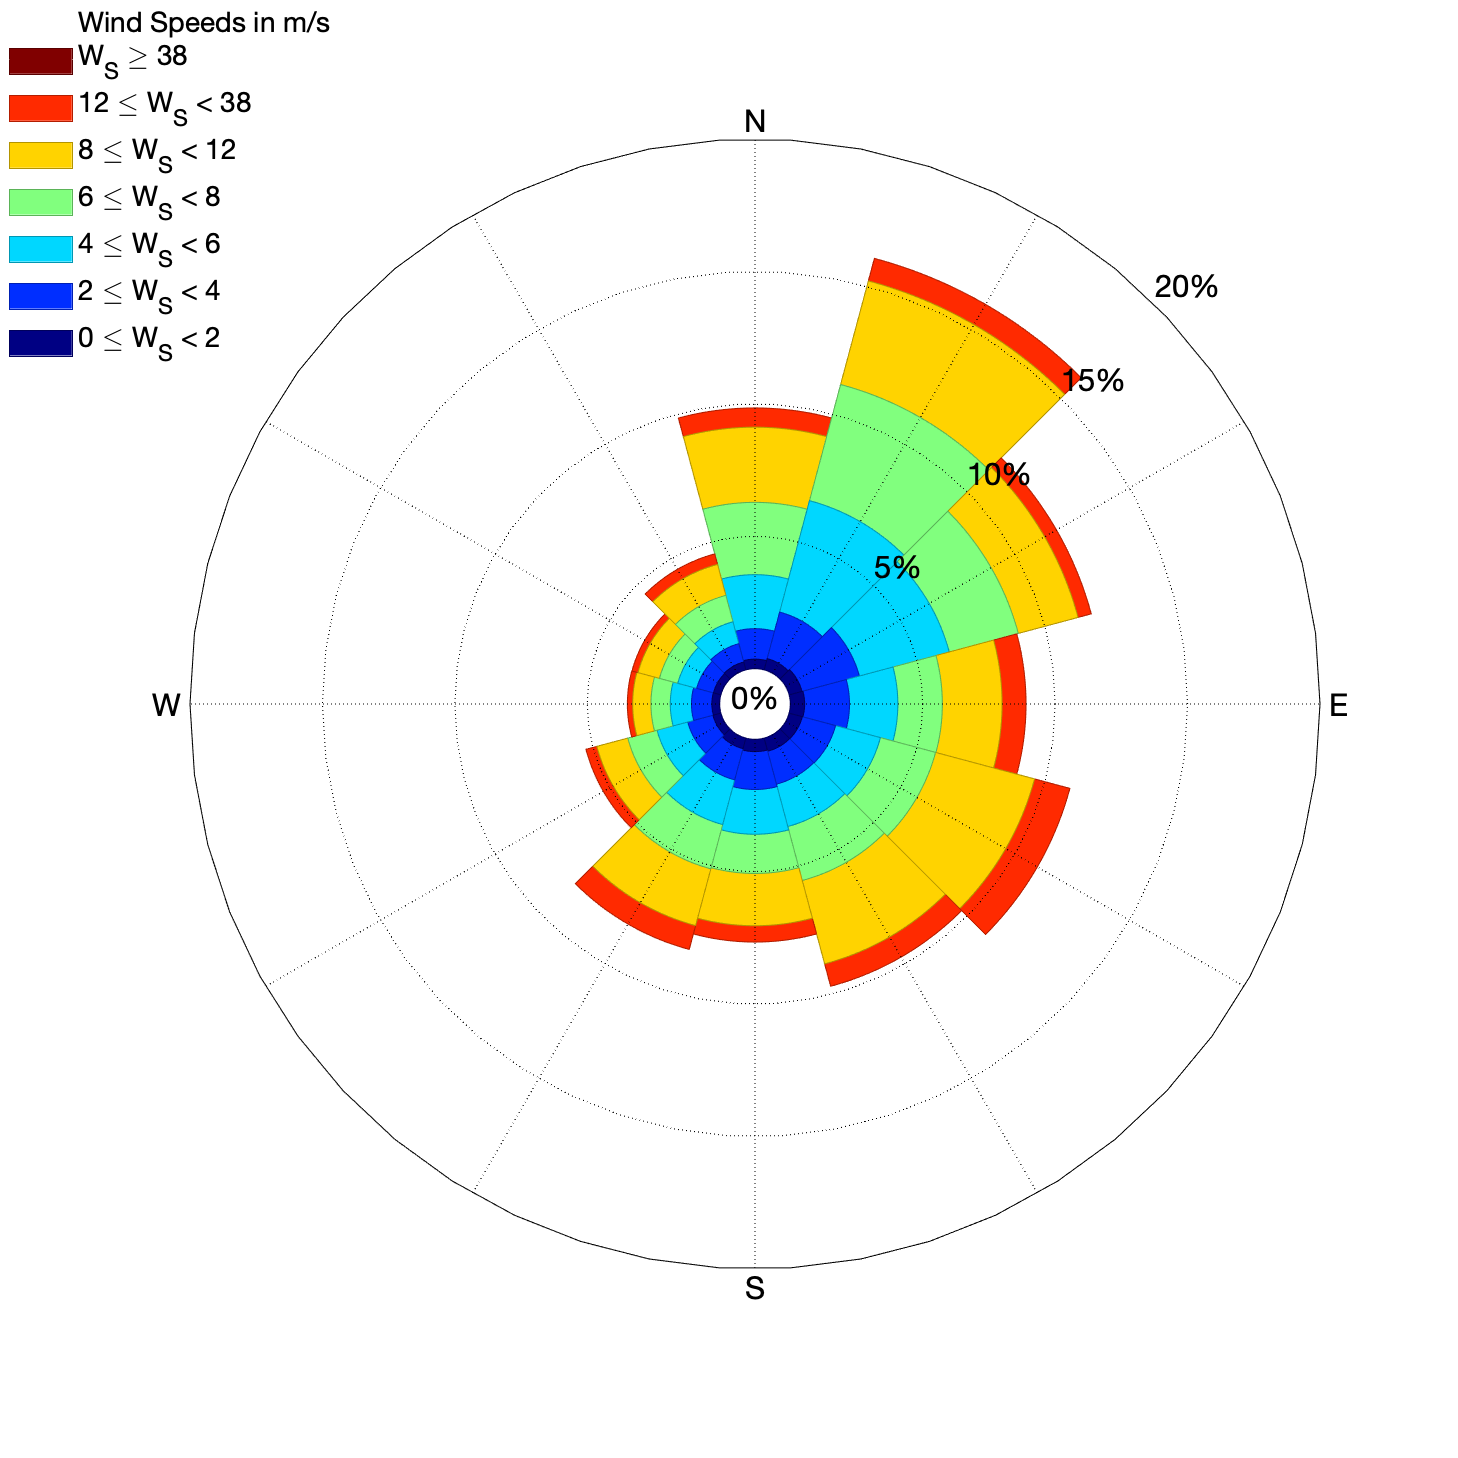 Wind Speeds in m/s
W_S ≥ 38
12 ≤ W_S < 38
8 ≤ W_S < 12
6 ≤ W_S < 8
4 ≤ W_S < 6
2 ≤ W_S < 4
0 ≤ W_S < 2
N
20%
15%
10%
5%
W
0%
E
S